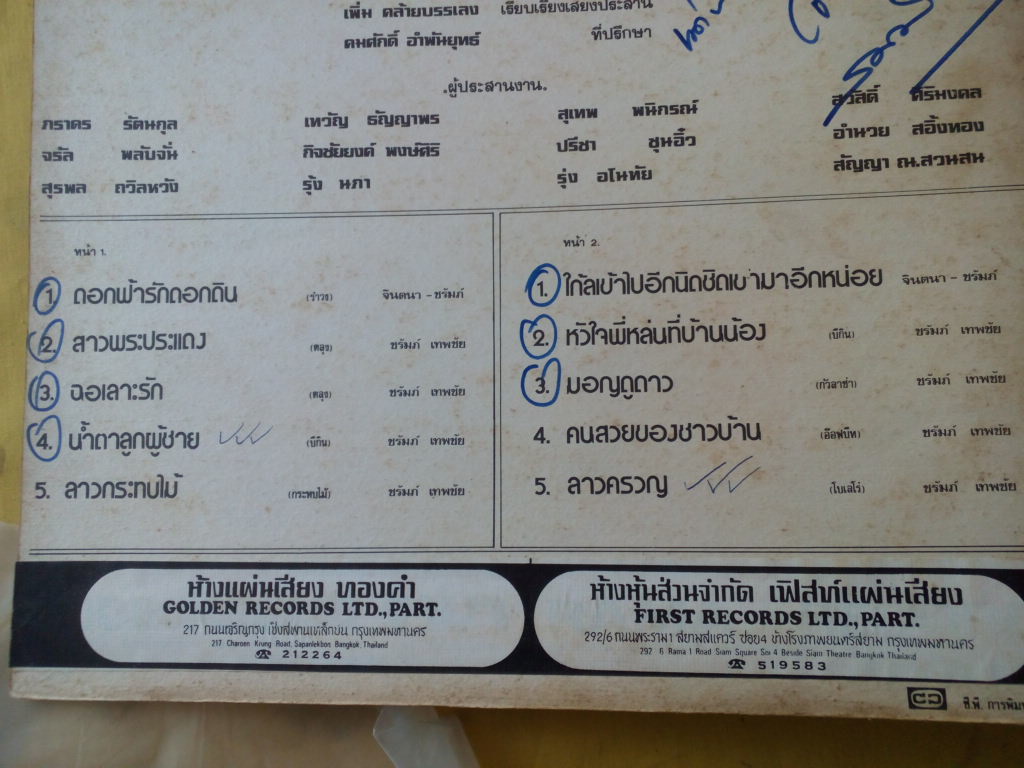 เพิ่ม คล้ายบรรเลง เรียบเรียงเสียงประสาน
คมศักดิ์ อำพันยุทธ์ ที่ปรึกษา
ผู้ประสานงาน.
ภราดร รัตนกุล เทวัญ ธัญญาพร สุเทพ พนิกรณ์ สวัสดิ์ ศิริมงคล
จรัล พลับจั่น กิจชัยยงค์ พงษ์ศิริ ปรีชา ชุนฮิ้ว อำนวย สอิ้งทอง
สุรพล ถวิลหวัง รุ้ง นภา รุ่ง อโนทัย สัญญา ณ.สวนสน
หน้า 1.
1. ดอกฟ้ารักดอกดิน (รำวง) จินตนา - ชรัมภ์
2. สาวพระประแดง (ตลุง) ชรัมภ์ เทพชัย
3. ฉอเลาะรัก (ตลุง) ชรัมภ์ เทพชัย
4. น้ำตาลูกผู้ชาย (บีกิน) ชรัมภ์ เทพชัย
5. ลาวกระทบไม้ (กระทบไม้) ชรัมภ์ เทพชัย
หน้า 2.
1. ใกล้เข้าไปอีกนิดชิดเข้ามาอีกหน่อย จินตนา - ชรัมภ์
2. หัวใจพี่หล่นที่บ้านน้อง (บีกิน) ชรัมภ์ เทพชัย
3. มอญดูดาว (กัวลาช่า) ชรัมภ์ เทพชัย
4. คนสวยของชาวบ้าน (อ๊อฟบีท) ชรัมภ์ เทพชัย
5. ลาวครวญ (โบเลโร่) ชรัมภ์ เทพชัย
ห้างแผ่นเสียง ทองคำ
GOLDEN RECORDS LTD., PART.
217 ถนนเจริญกรุง เชิงสะพานเหล็กบน กรุงเทพมหานคร
217 Charoen Krung Road, Sapanlekbon Bangkok, Thailand
☎ 212264
ห้างหุ้นส่วนจำกัด เฟิสท์แผ่นเสียง
FIRST RECORDS LTD., PART.
292/6 ถนนพระราม 1 สยามสแควร์ ซอย 4 ข้างโรงภาพยนตร์สยาม กรุงเทพมหานคร
292 6 Rama 1 Road Siam Square Soi 4 Beside Siam Theatre Bangkok Thailand
☎ 519583
ซี.พี. การพิมพ์